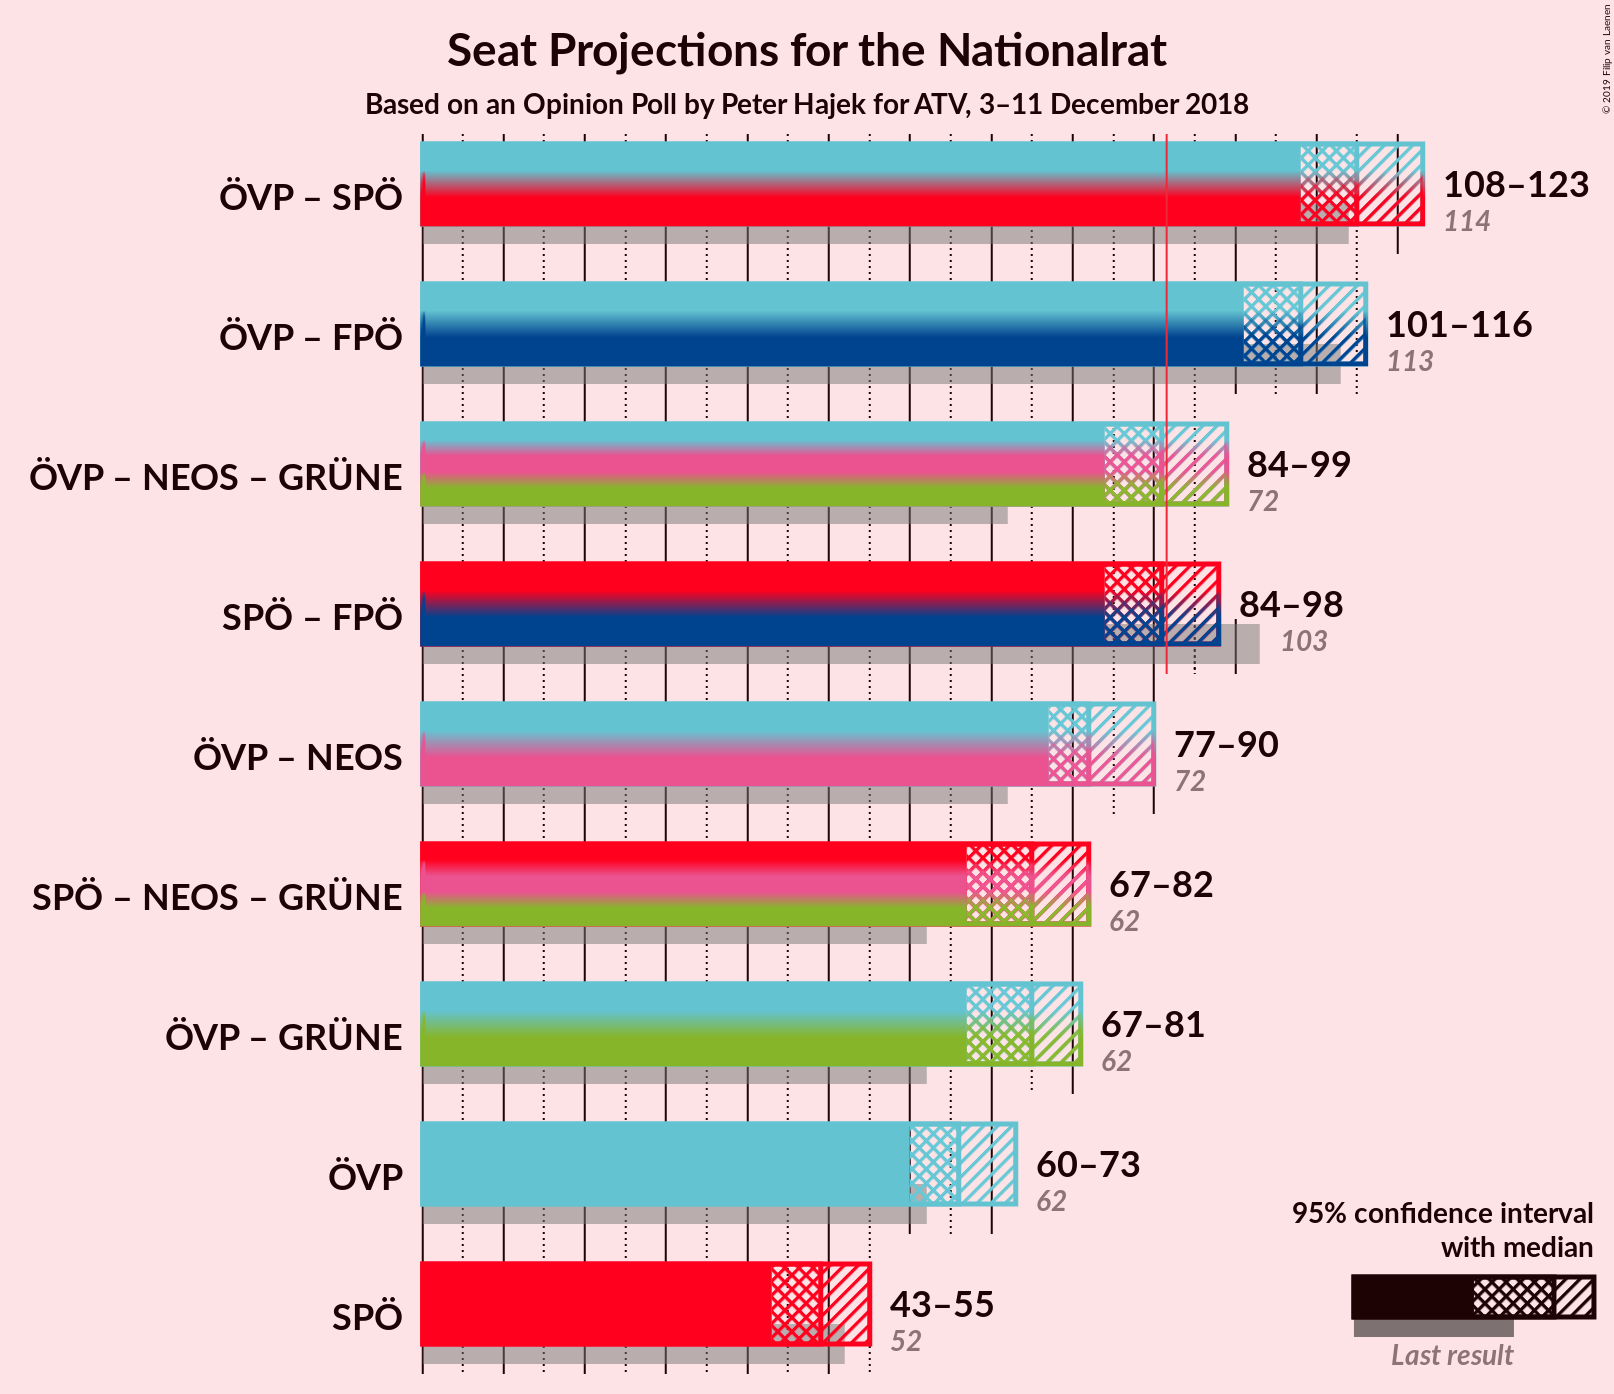 Seat Projections for the Nationalrat
Based on an Opinion Poll by Peter Hajek for ATV, 3–11 December 2018
© 2019 Filip van Laenen
ÖVP – SPÖ
108–123
114
ÖVP – FPÖ
101–116
113
ÖVP – NEOS – GRÜNE
84–99
72
SPÖ – FPÖ
84–98
103
ÖVP – NEOS
77–90
72
SPÖ – NEOS – GRÜNE
67–82
62
ÖVP – GRÜNE
67–81
62
ÖVP
60–73
62
SPÖ
43–55
52
95% confidence interval
with median
Last result